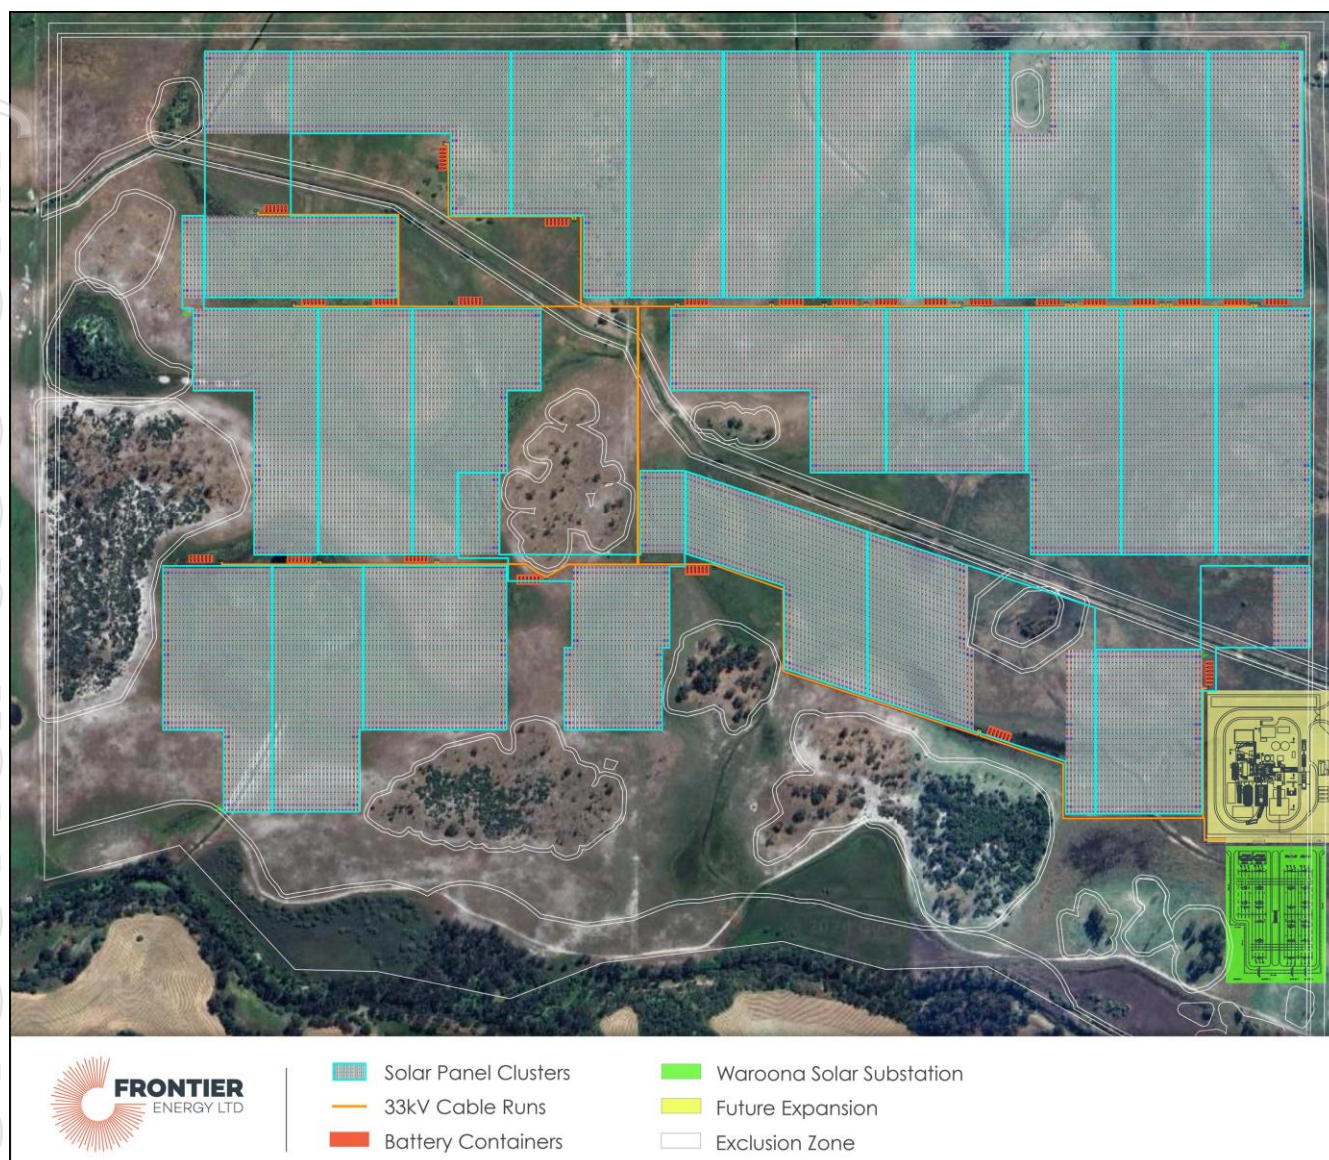 FRONTIER
ENERGY LTD
Solar Panel Clusters
33kV Cable Runs
Battery Containers
Waroona Solar Substation
Future Expansion
Exclusion Zone